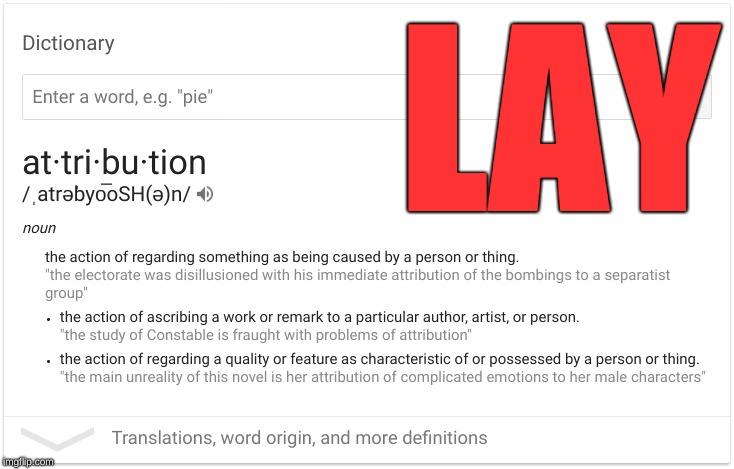 Dictionary
LAY
Enter a word, e.g. "pie"
at·tri·bu·tion
/ˌatrəbyo͞oSH(ə)n/
noun
the action of regarding something as being caused by a person or thing.
"the electorate was disillusioned with his immediate attribution of the bombings to a separatist
group"
• the action of ascribing a work or remark to a particular author, artist, or person.
"the study of Constable is fraught with problems of attribution"
• the action of regarding a quality or feature as characteristic of or possessed by a person or thing.
"the main unreality of this novel is her attribution of complicated emotions to her male characters"
Translations, word origin, and more definitions
imgflip.com